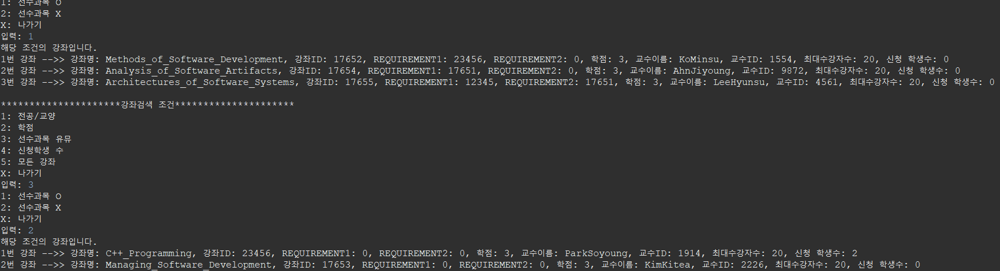 1: 선수과목 O
2: 선수과목 X
X: 나가기
입력: 1
해당 조건의 강좌입니다.
1번 강좌 -->> 강좌명: Methods_of_Software_Development, 강좌ID: 17652, REQUIREMENT1: 23456, REQUIREMENT2: 0, 학점: 3, 교수이름: KoMinsu, 교수ID: 1554, 최대수강자수: 20, 신청 학생수: 0
2번 강좌 -->> 강좌명: Analysis_of_Software_Artifacts, 강좌ID: 17654, REQUIREMENT1: 17651, REQUIREMENT2: 0, 학점: 3, 교수이름: AhnJiyoung, 교수ID: 9872, 최대수강자수: 20, 신청 학생수: 0
3번 강좌 -->> 강좌명: Architectures_of_Software_Systems, 강좌ID: 17655, REQUIREMENT1: 12345, REQUIREMENT2: 17651, 학점: 3, 교수이름: LeeHyunsu, 교수ID: 4561, 최대수강자수: 20, 신청 학생수: 0
*********************강좌검색 조건*********************
1: 전공/교양
2: 학점
3: 선수과목 유뮤
4: 신청학생 수
5: 모든 강좌
X: 나가기
입력: 3
1: 선수과목 O
2: 선수과목 X
X: 나가기
입력: 2
해당 조건의 강좌입니다.
1번 강좌 -->> 강좌명: C++_Programming, 강좌ID: 23456, REQUIREMENT1: 0, REQUIREMENT2: 0, 학점: 3, 교수이름: ParkSoyoung, 교수ID: 1914, 최대수강자수: 20, 신청 학생수: 2
2번 강좌 -->> 강좌명: Managing_Software_Development, 강좌ID: 17653, REQUIREMENT1: 0, REQUIREMENT2: 0, 학점: 3, 교수이름: KimKitea, 교수ID: 2226, 최대수강자수: 20, 신청 학생수: 0